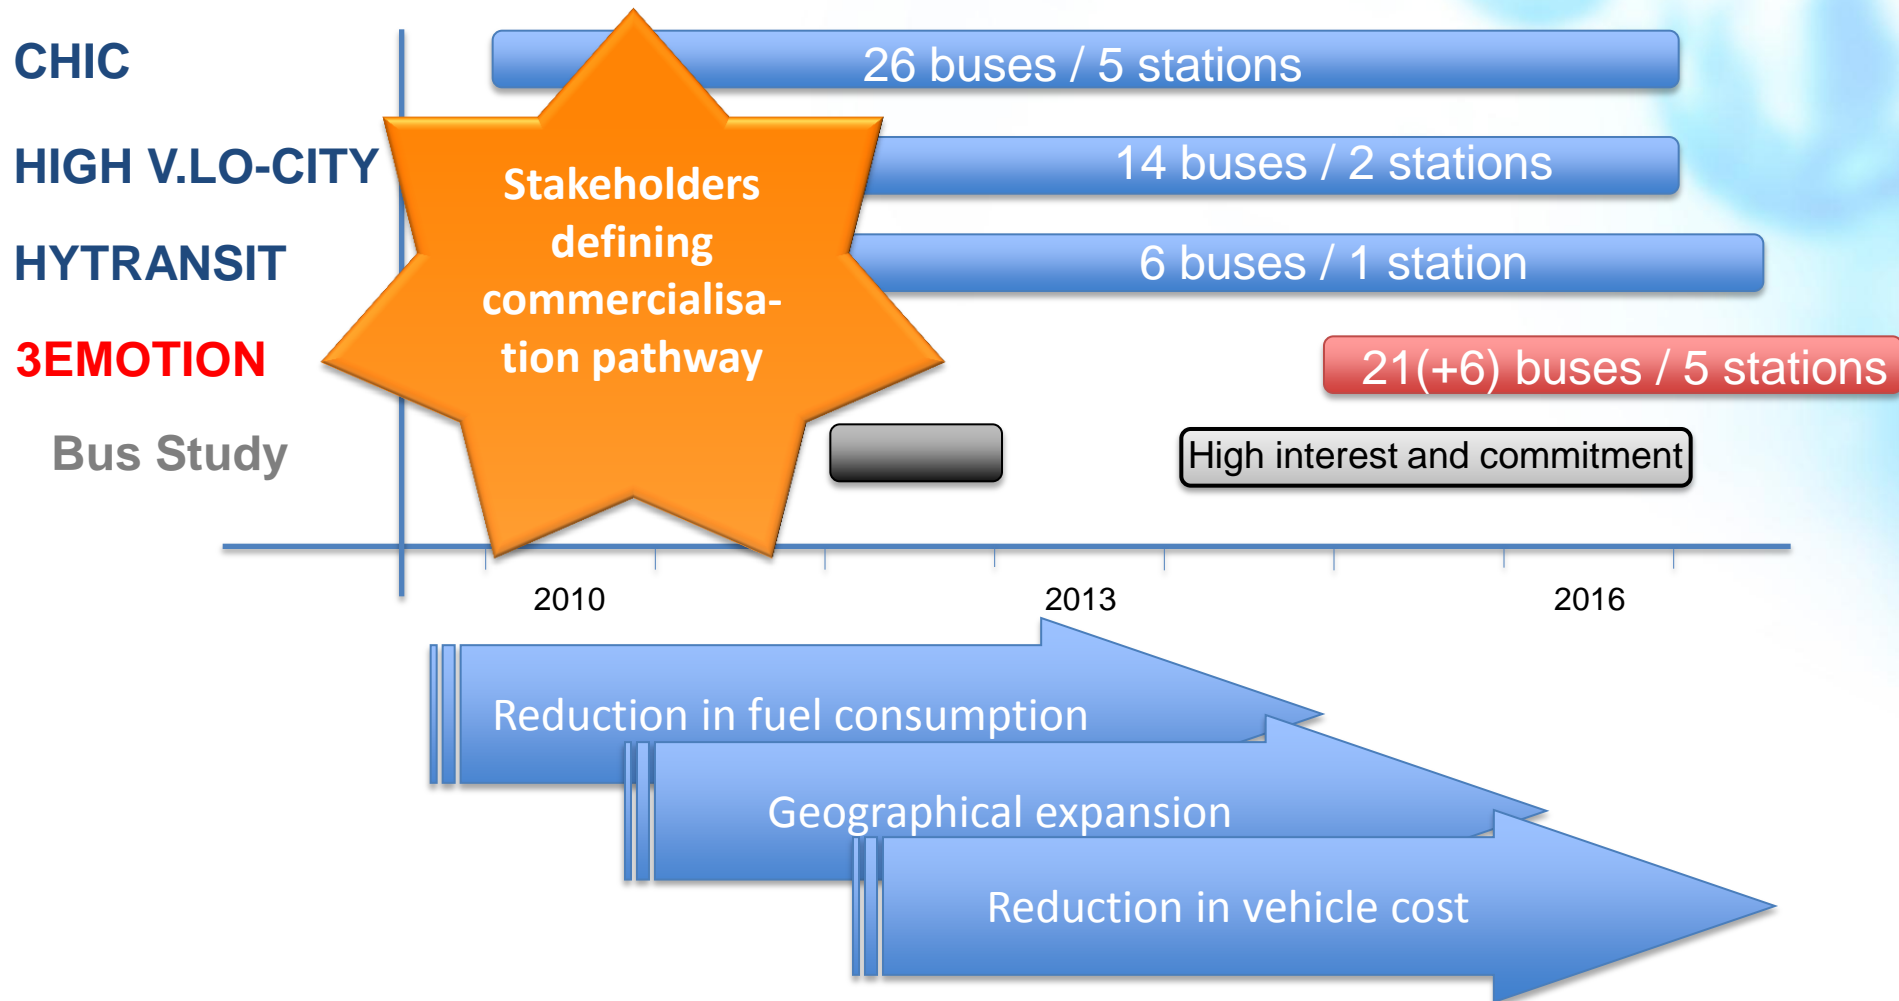 CHIC
26 buses / 5 stations
HIGH V.LO-CITY
14 buses / 2 stations
HYTRANSIT
6 buses / 1 station
3EMOTION
21(+6) buses / 5 stations
Bus Study
High interest and commitment
Stakeholders
defining
commercialisa-
tion pathway
2010
2013
2016
Reduction in fuel consumption
Geographical expansion
Reduction in vehicle cost